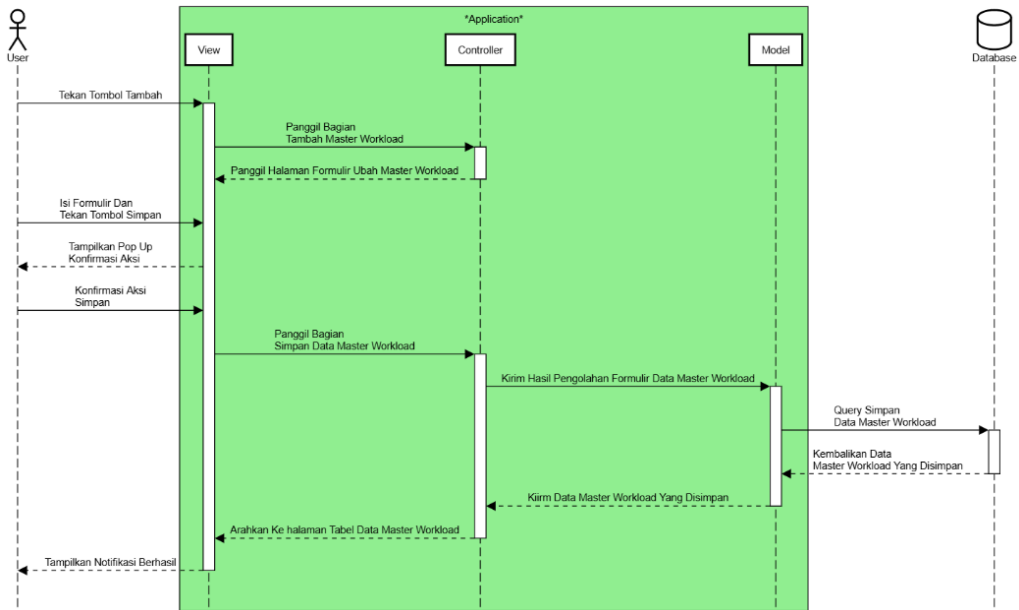 *Application*
User
View
Controller
Model
Database
Tekan Tombol Tambah
Panggil Bagian
Tambah Master Workload
Panggil Halaman Formulir Ubah Master Workload
Isi Formulir Dan
Tekan Tombol Simpan
Tampilkan Pop Up
Konfirmasi Aksi
Konfirmasi Aksi
Simpan
Panggil Bagian
Simpan Data Master Workload
Kirim Hasil Pengolahan Formulir Data Master Workload
Query Simpan
Data Master Workload
Kembalikan Data
Master Workload Yang Disimpan
Kiirm Data Master Workload Yang Disimpan
Arahkan Ke halaman Tabel Data Master Workload
Tampilkan Notifikasi Berhasil